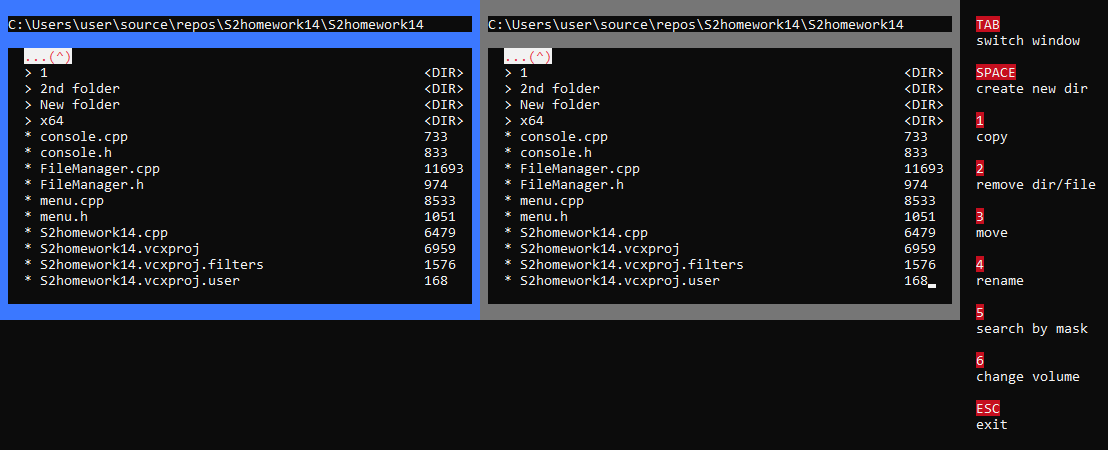 C:\Users\user\source\repos\S2homework14\S2homework14
...(^)
> 1 <DIR>
> 2nd folder <DIR>
> New folder <DIR>
> x64 <DIR>
* console.cpp 733
* console.h 833
* FileManager.cpp 11693
* FileManager.h 974
* menu.cpp 8533
* menu.h 1051
* S2homework14.cpp 6479
* S2homework14.vcxproj 6959
* S2homework14.vcxproj.filters 1576
* S2homework14.vcxproj.user 168
C:\Users\user\source\repos\S2homework14\S2homework14
...(^)
> 1 <DIR>
> 2nd folder <DIR>
> New folder <DIR>
> x64 <DIR>
* console.cpp 733
* console.h 833
* FileManager.cpp 11693
* FileManager.h 974
* menu.cpp 8533
* menu.h 1051
* S2homework14.cpp 6479
* S2homework14.vcxproj 6959
* S2homework14.vcxproj.filters 1576
* S2homework14.vcxproj.user 168
TAB
switch window
SPACE
create new dir
1
copy
2
remove dir/file
3
move
4
rename
5
search by mask
6
change volume
ESC
exit